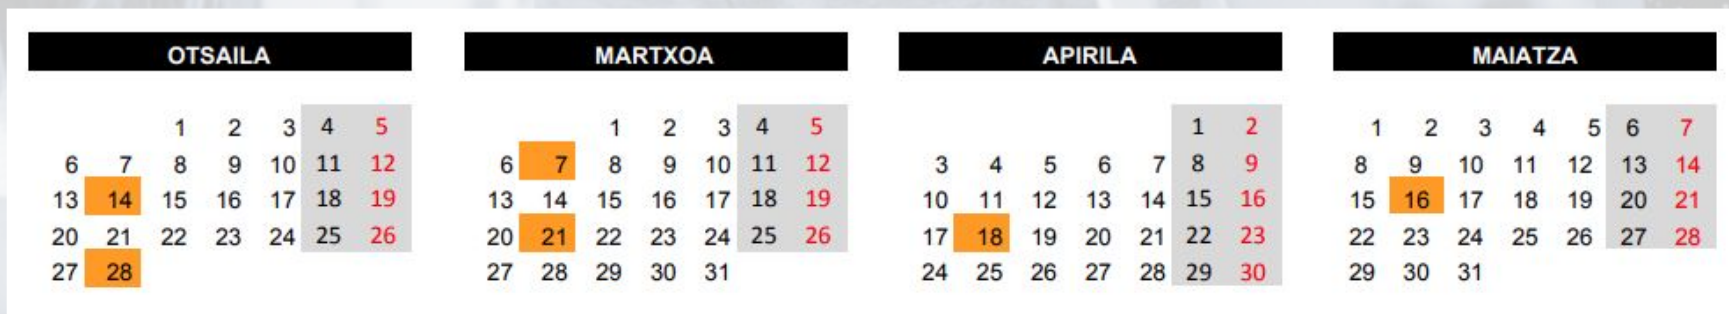 OTSAILA
1 2 3 4 5
6 7 8 9 10 11 12
13 14 15 16 17 18 19
20 21 22 23 24 25 26
27 28
MARTXOA
1 2 3 4 5
6 7 8 9 10 11 12
13 14 15 16 17 18 19
20 21 22 23 24 25 26
27 28 29 30 31
APIRILA
1 2
3 4 5 6 7 8 9
10 11 12 13 14 15 16
17 18 19 20 21 22 23
24 25 26 27 28 29 30
MAIATZA
1 2 3 4 5 6 7
8 9 10 11 12 13 14
15 16 17 18 19 20 21
22 23 24 25 26 27 28
29 30 31